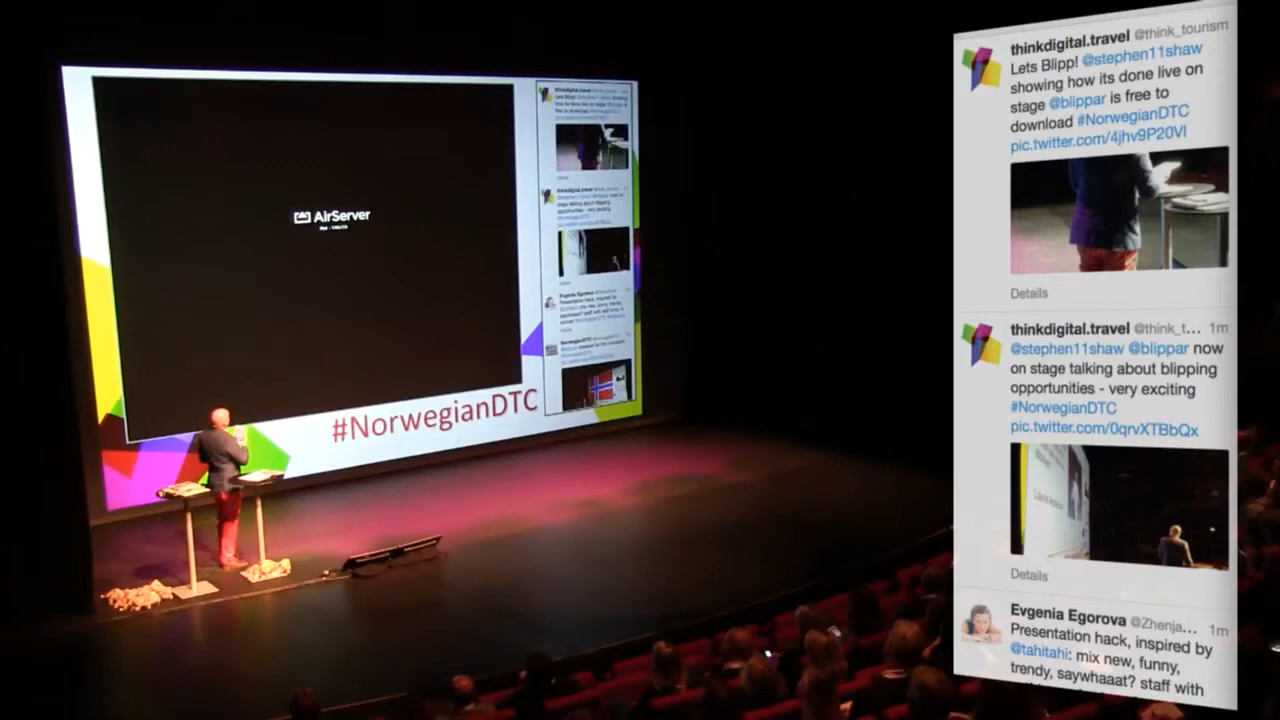 AirServer
#NorwegianDTC
thinkdigital.travel @think_tourism
Lets Blipp! @stephen11shaw
showing how its done live on
stage @blippar is free to
download #NorwegianDTC
pic.twitter.com/4jhv9P20Vl
Details
thinkdigital.travel @think_t... 1m
@stephen11shaw @blippar now
on stage talking about blipping
opportunities - very exciting
#NorwegianDTC
pic.twitter.com/0qrvXTBbQx
Details
Evgenia Egorova @Zhenja... 1m
Presentation hack, inspired by
@tahitahi: mix new, funny,
trendy, saywhaaat? staff with